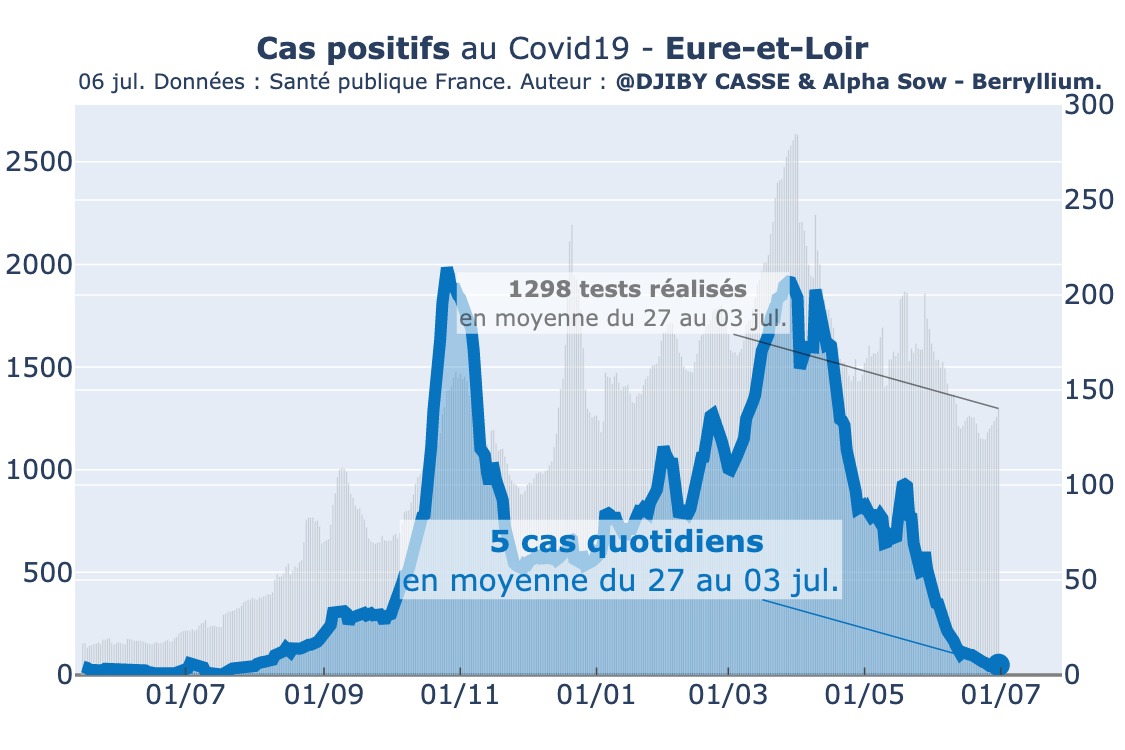 Cas positifs au Covid19 - Eure-et-Loir
06 jul. Données : Santé publique France. Auteur : @DJIBY CASSE & Alpha Sow - Berryllium.
300
2500
250
2000
200
1298 tests réalisés
en moyenne du 27 au 03 jul.
1500
150
1000
100
5 cas quotidiens
en moyenne du 27 au 03 jul.
500
50
0
0
01/07 01/09 01/11 01/01 01/03 01/05 01/07